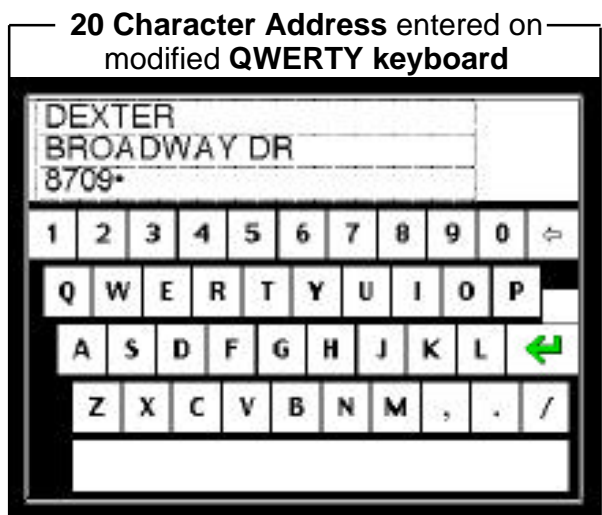 20 Character Address entered on
modified QWERTY keyboard
DEXTER
BROADWAY DR
8709•
1 2 3 4 5 6 7 8 9 0 ⇦
Q W E R T Y U I O P
A S D F G H J K L ↵
Z X C V B N M , . /